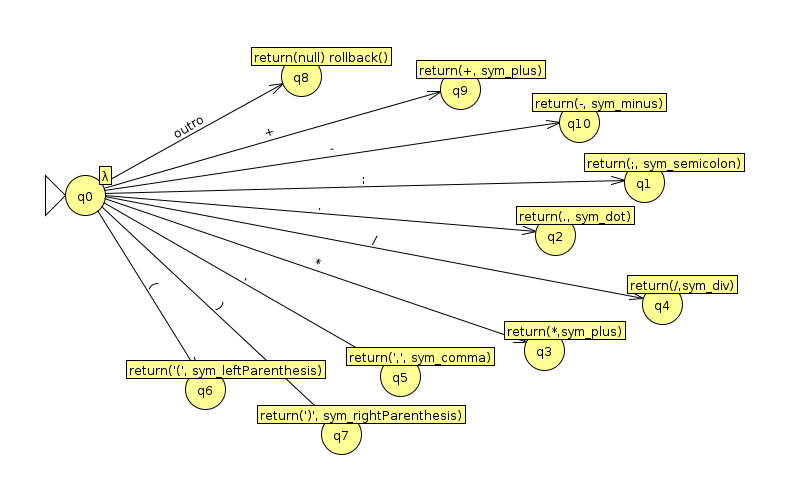 return(null) rollback()
q8
return(+, sym_plus)
q9
return(-, sym_minus)
q10
outro
+
-
return(;, sym_semicolon)
q1
;
λ
q0
.
return(., sym_dot)
q2
/
*
return(/,sym_div)
q4
,
(
)
return(*,sym_plus)
q3
return(',', sym_comma)
q5
return('(', sym_leftParenthesis)
q6
return(')', sym_rightParenthesis)
q7